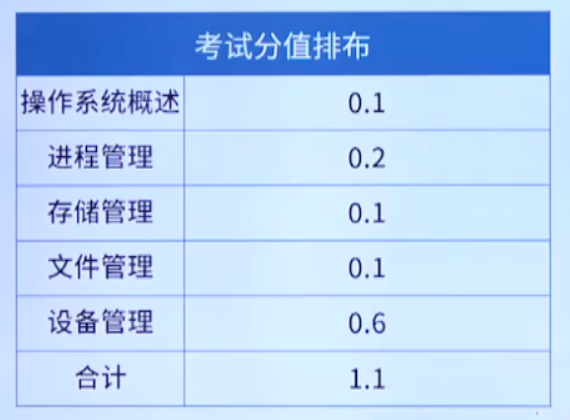 考试分值排布
操作系统概述 0.1
进程管理 0.2
存储管理 0.1
文件管理 0.1
设备管理 0.6
合计 1.1